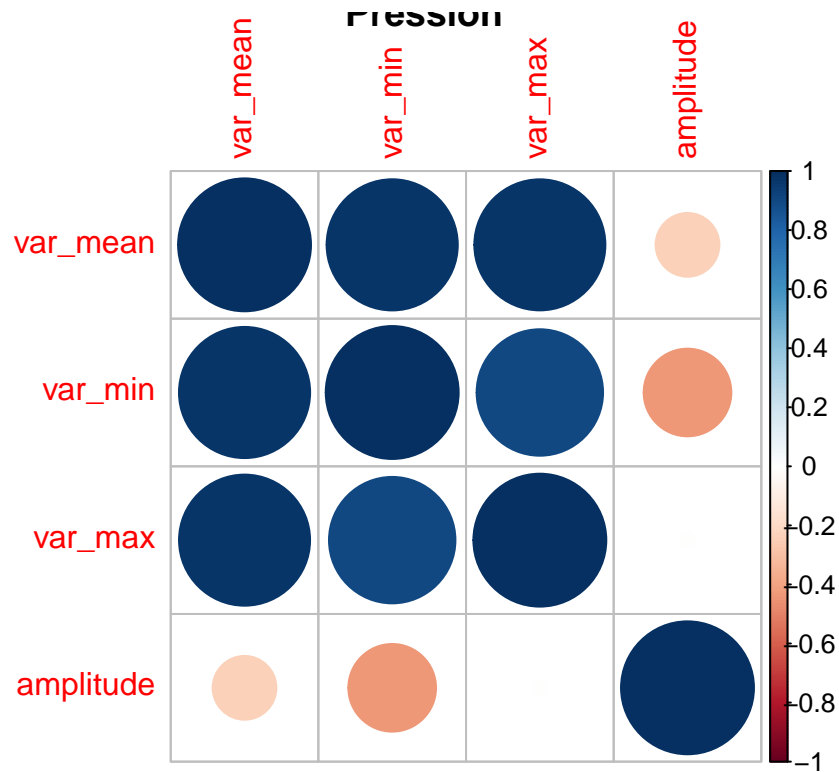 Pression
var_mean var_min var_max amplitude
var_mean
var_min
var_max
amplitude
1
0.8
0.6
0.4
0.2
0
−0.2
−0.4
−0.6
−0.8
−1